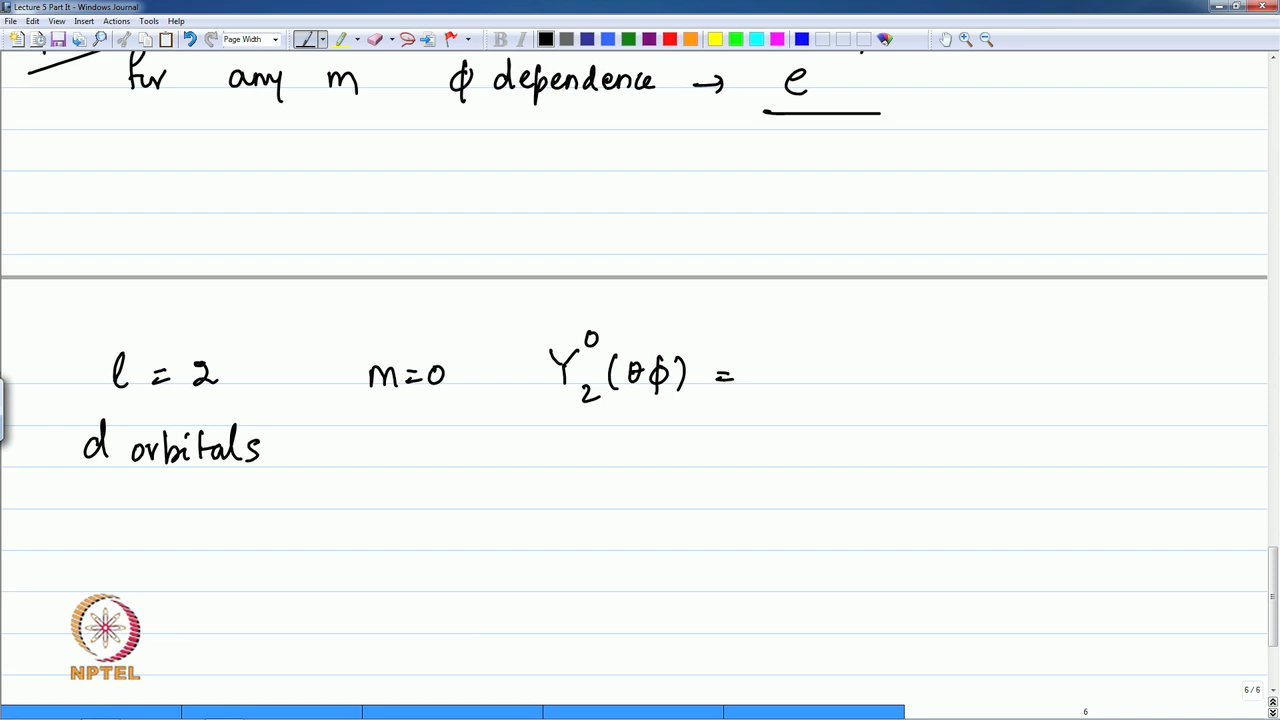 Lecture 5 Part It - Windows Journal
File Edit View Insert Actions Tools Help
Page Width B I
for any m ϕ dependence → e
l = 2 m=0 Y₂⁰(θϕ) =
d orbitals
NPTEL
6 / 6
6